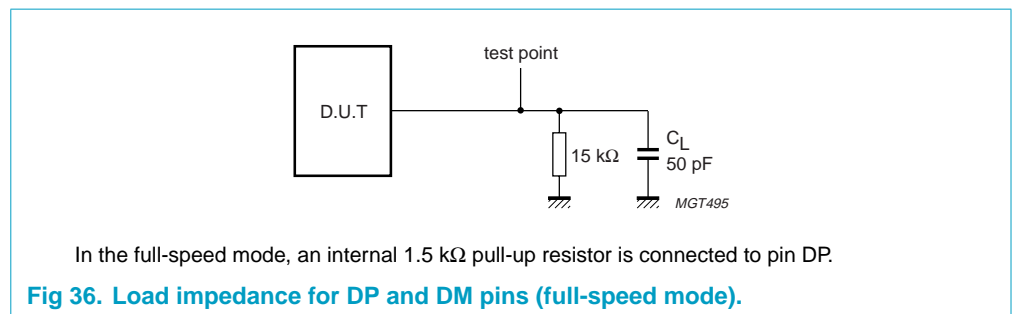 test point
D.U.T
15 kΩ
CL
50 pF
MGT495
In the full-speed mode, an internal 1.5 kΩ pull-up resistor is connected to pin DP.
Fig 36. Load impedance for DP and DM pins (full-speed mode).